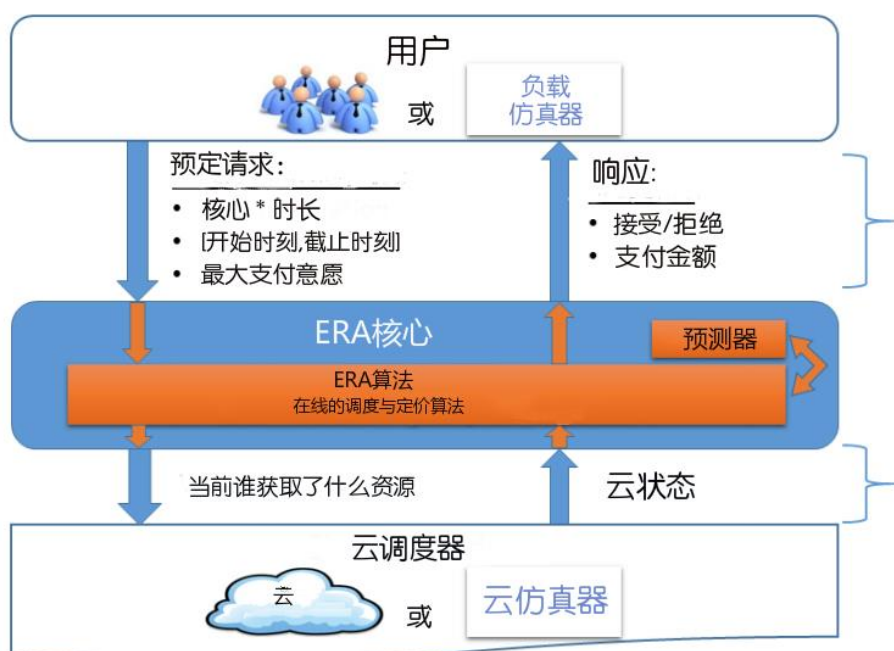 用户
或
负载
仿真器
预定请求:
• 核心 * 时长
• [开始时刻,截止时刻]
• 最大支付意愿
响应:
• 接受/拒绝
• 支付金额
ERA核心
预测器
ERA算法
在线的调度与定价算法
当前谁获取了什么资源
云状态
云调度器
云
或
云仿真器